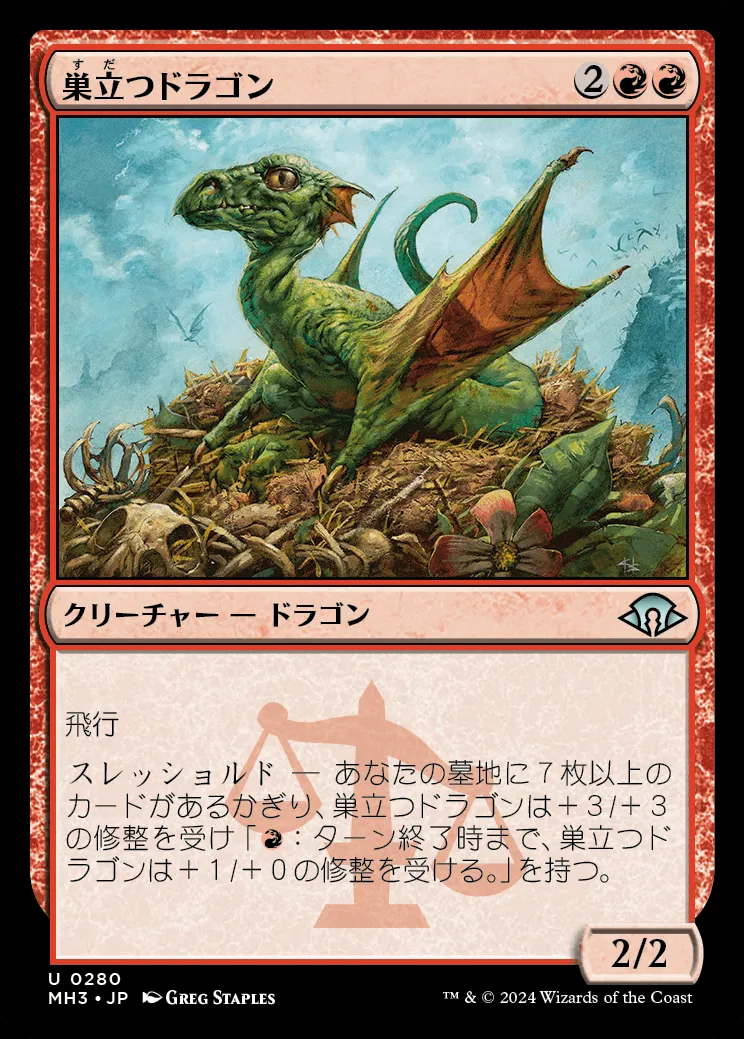 すだ
巣立つドラゴン 2
クリーチャー — ドラゴン
飛行
スレッショルド — あなたの墓地に７枚以上の
カードがあるかぎり、巣立つドラゴンは＋３/＋３
の修整を受け「：ターン終了時まで、巣立つド
ラゴンは＋１/＋０の修整を受ける。」を持つ。
2/2
U 0280
MH3 • JP GREG STAPLES
™ & © 2024 Wizards of the Coast